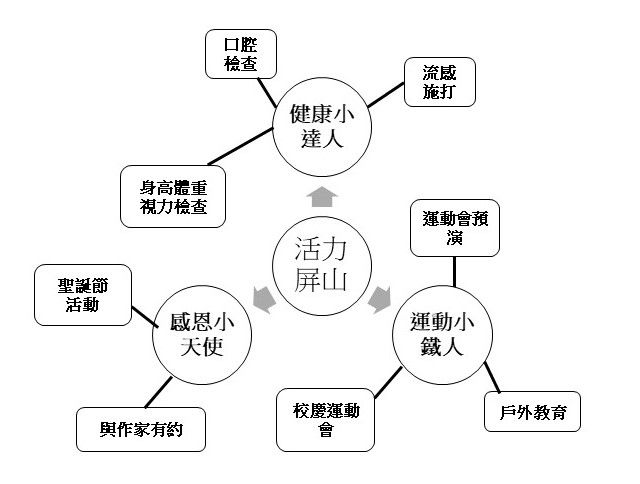 口腔
檢查
流感
施打
健康小
達人
身高體重
視力檢查
運動會預
演
活力
屏山
聖誕節
活動
感恩小
天使
運動小
鐵人
校慶運動
會
戶外教育
與作家有約